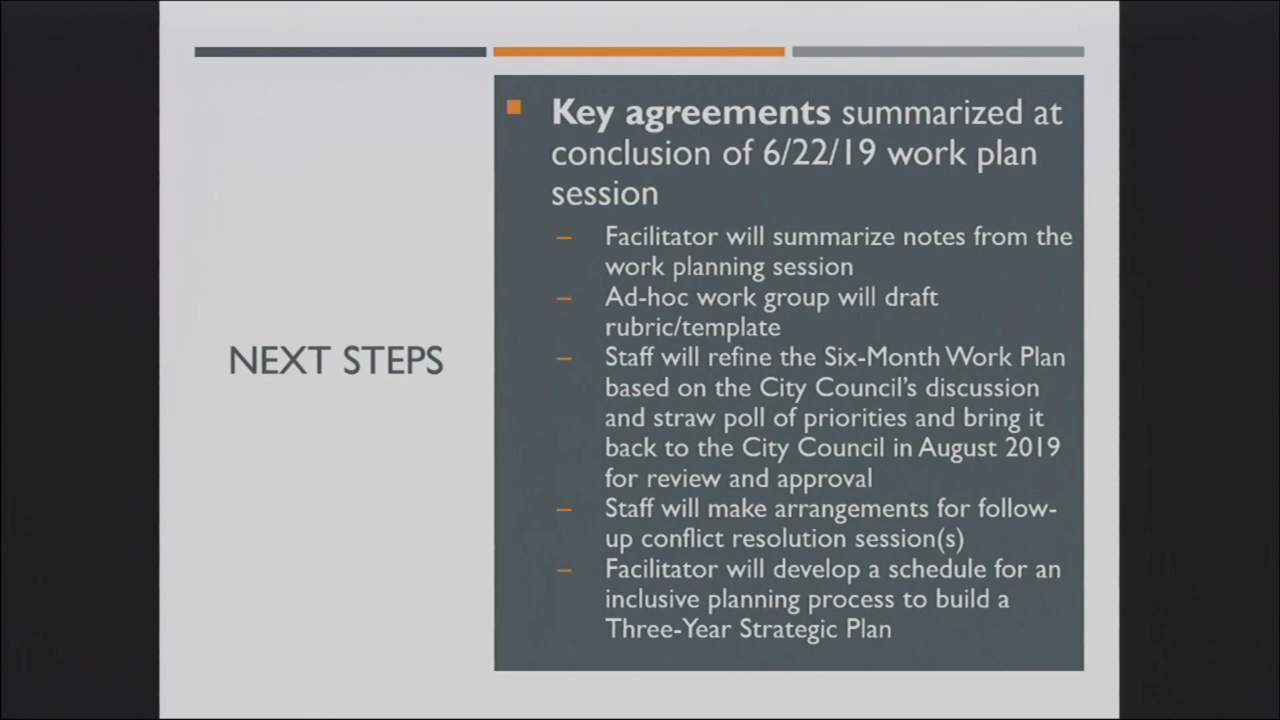 NEXT STEPS
Key agreements summarized at
conclusion of 6/22/19 work plan
session
– Facilitator will summarize notes from the
work planning session
– Ad-hoc work group will draft
rubric/template
– Staff will refine the Six-Month Work Plan
based on the City Council's discussion
and straw poll of priorities and bring it
back to the City Council in August 2019
for review and approval
– Staff will make arrangements for follow-
up conflict resolution session(s)
– Facilitator will develop a schedule for an
inclusive planning process to build a
Three-Year Strategic Plan